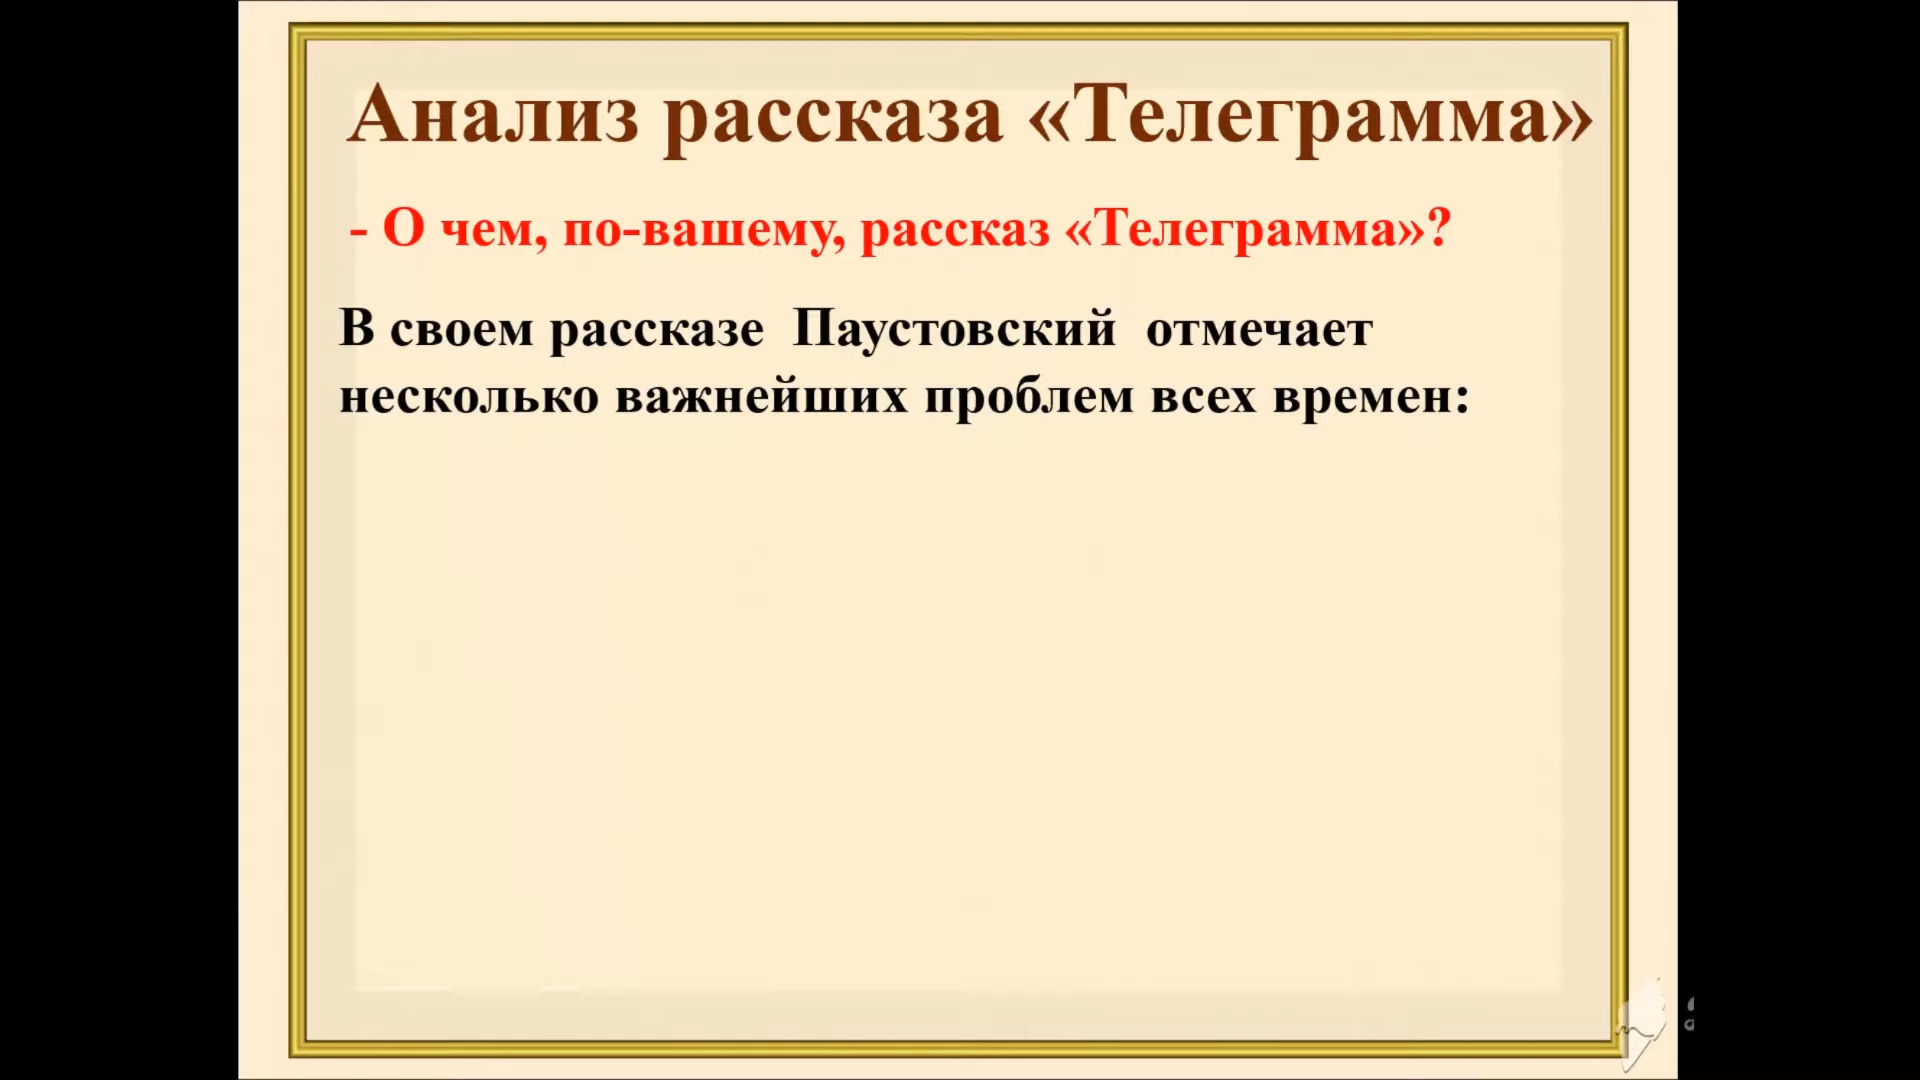 Анализ рассказа «Телеграмма»
- О чем, по-вашему, рассказ «Телеграмма»?
В своем рассказе Паустовский отмечает
несколько важнейших проблем всех времен: